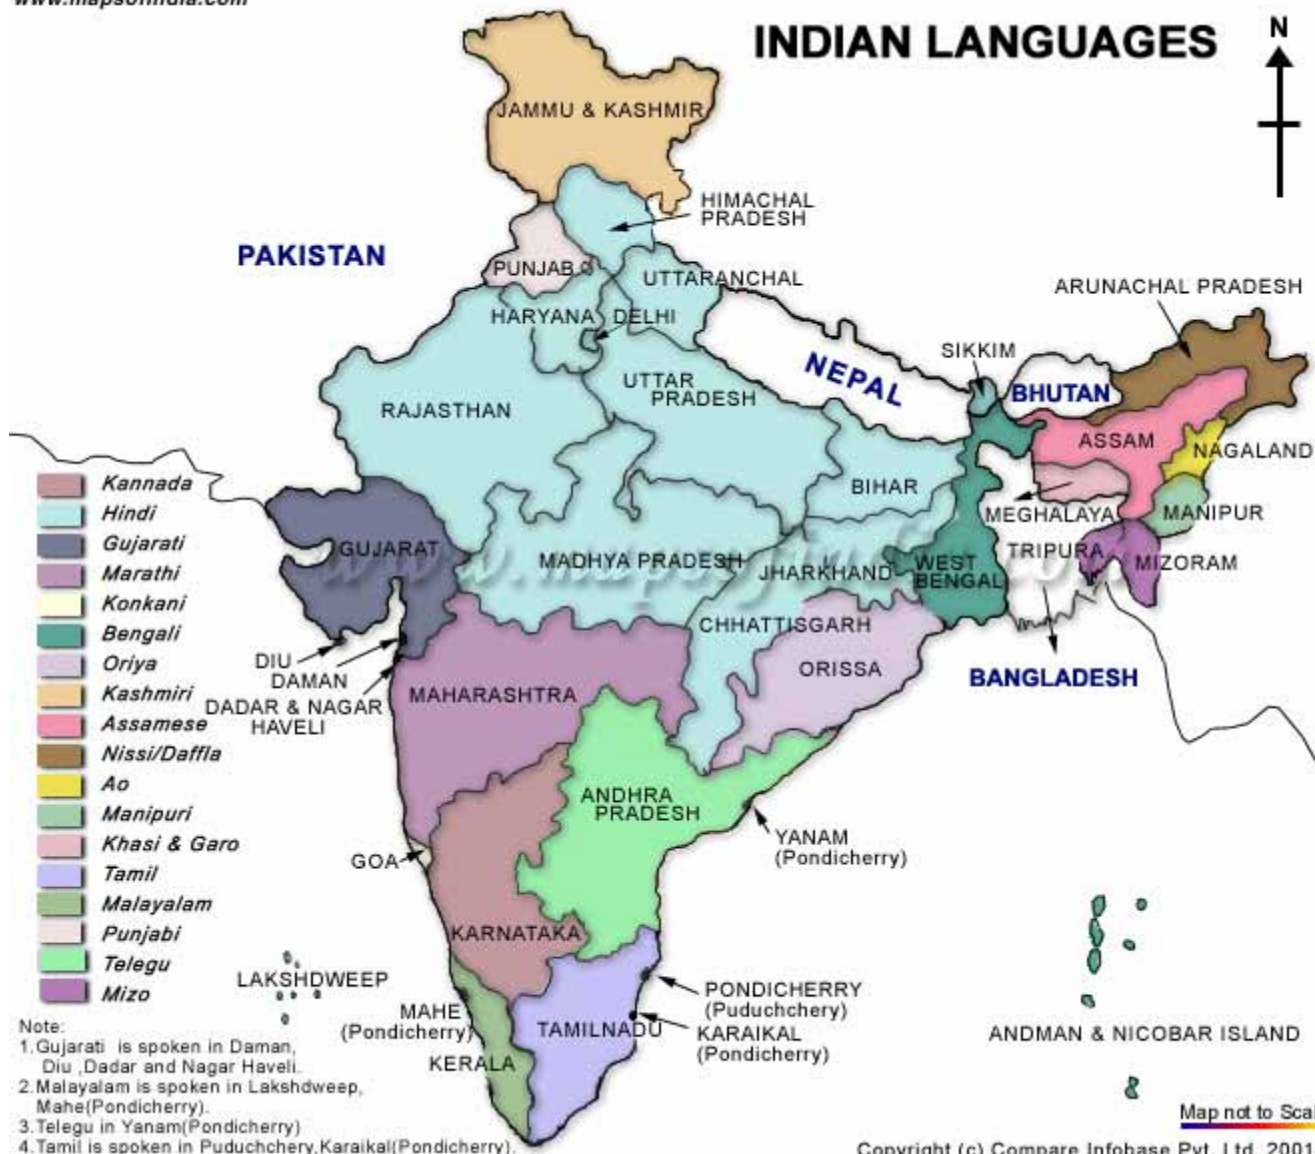 www.mapsofindia.com
INDIAN LANGUAGES
N
JAMMU & KASHMIR
HIMACHAL
PRADESH
PAKISTAN
PUNJAB
UTTARANCHAL
ARUNACHAL PRADESH
HARYANA
DELHI
SIKKIM
NEPAL
BHUTAN
UTTAR
PRADESH
RAJASTHAN
ASSAM
NAGALAND
BIHAR
MEGHALAYA
MANIPUR
GUJARAT
MADHYA PRADESH
JHARKHAND
WEST
BENGAL
TRIPURA
MIZORAM
CHHATTISGARH
ORISSA
BANGLADESH
DIU
DAMAN
DADAR & NAGAR
HAVELI
MAHARASHTRA
ANDHRA
PRADESH
YANAM
(Pondicherry)
GOA
KARNATAKA
LAKSHDWEEP
MAHE
(Pondicherry)
KERALA
TAMILNADU
PONDICHERRY
(Puduchchery)
KARAIKAL
(Pondicherry)
ANDMAN & NICOBAR ISLAND
Kannada
Hindi
Gujarati
Marathi
Konkani
Bengali
Oriya
Kashmiri
Assamese
Nissi/Daffla
Ao
Manipuri
Khasi & Garo
Tamil
Malayalam
Punjabi
Telegu
Mizo
Note:
1.Gujarati is spoken in Daman,
Diu ,Dadar and Nagar Haveli.
2.Malayalam is spoken in Lakshdweep,
Mahe(Pondicherry).
3.Telegu in Yanam(Pondicherry)
4.Tamil is spoken in Puduchchery,Karaikal(Pondicherry).
Map not to Scal
Copyright (c) Compare Infobase Pvt. Ltd. 2001